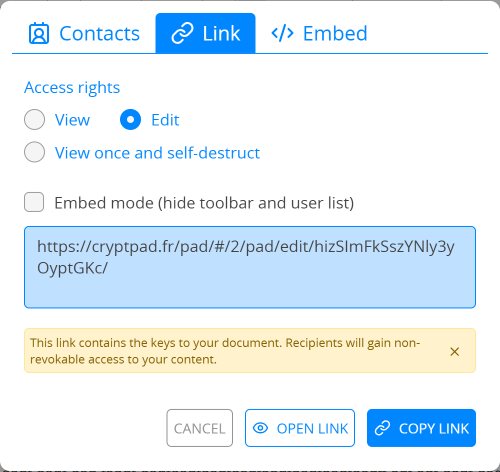 Contacts
Link
Embed
Access rights
View
Edit
View once and self-destruct
Embed mode (hide toolbar and user list)
https://cryptpad.fr/pad/#/2/pad/edit/hizSImFkSszYNly3y
OyptGKc/
This link contains the keys to your document. Recipients will gain non-
revokable access to your content.
CANCEL
OPEN LINK
COPY LINK